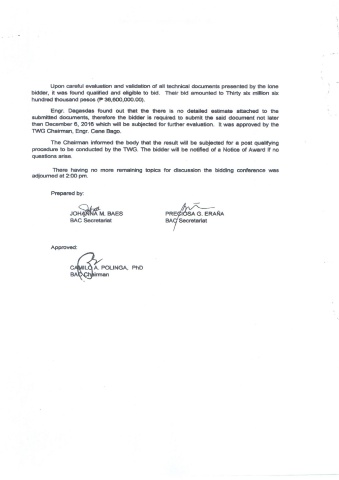 Upon careful evaluation and validation of all technical documents presented by the lone
bidder, it was found qualified and eligible to bid. Their bid amounted to Thirty six million six
hundred thousand pesos (₱ 36,600,000.00).
Engr. Dagasdas found out that the there is no detailed estimate attached to the
submitted documents, therefore the bidder is required to submit the said document not later
than December 6, 2016 which will be subjected for further evaluation. It was approved by the
TWG Chairman, Engr. Cane Bago.
The Chairman informed the body that the result will be subjected for a post qualifying
procedure to be conducted by the TWG. The bidder will be notified of a Notice of Award if no
questions arise.
There having no more remaining topics for discussion the bidding conference was
adjourned at 2:00 pm.
Prepared by:
JOHANNA M. BAES PRECIOSA G. ERAÑA
BAC Secretariat BAC Secretariat
Approved:
CAMILO A. POLINGA, PhD
BAC Chairman